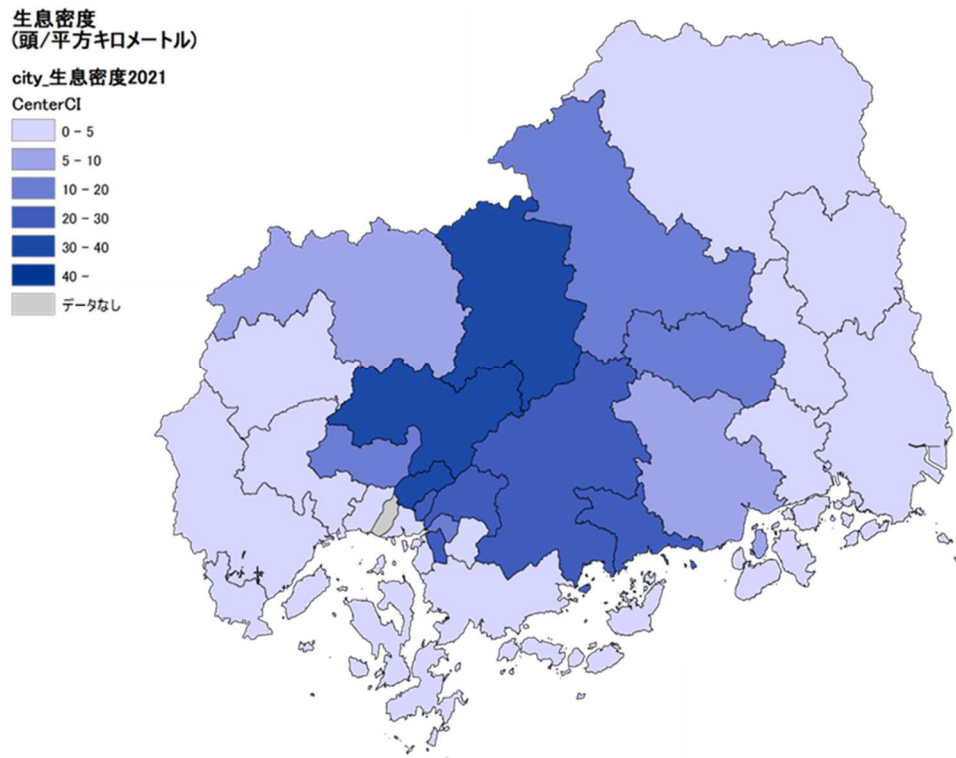 生息密度
(頭/平方キロメートル)
city_生息密度2021
CenterCI
0 - 5
5 - 10
10 - 20
20 - 30
30 - 40
40 -
データなし